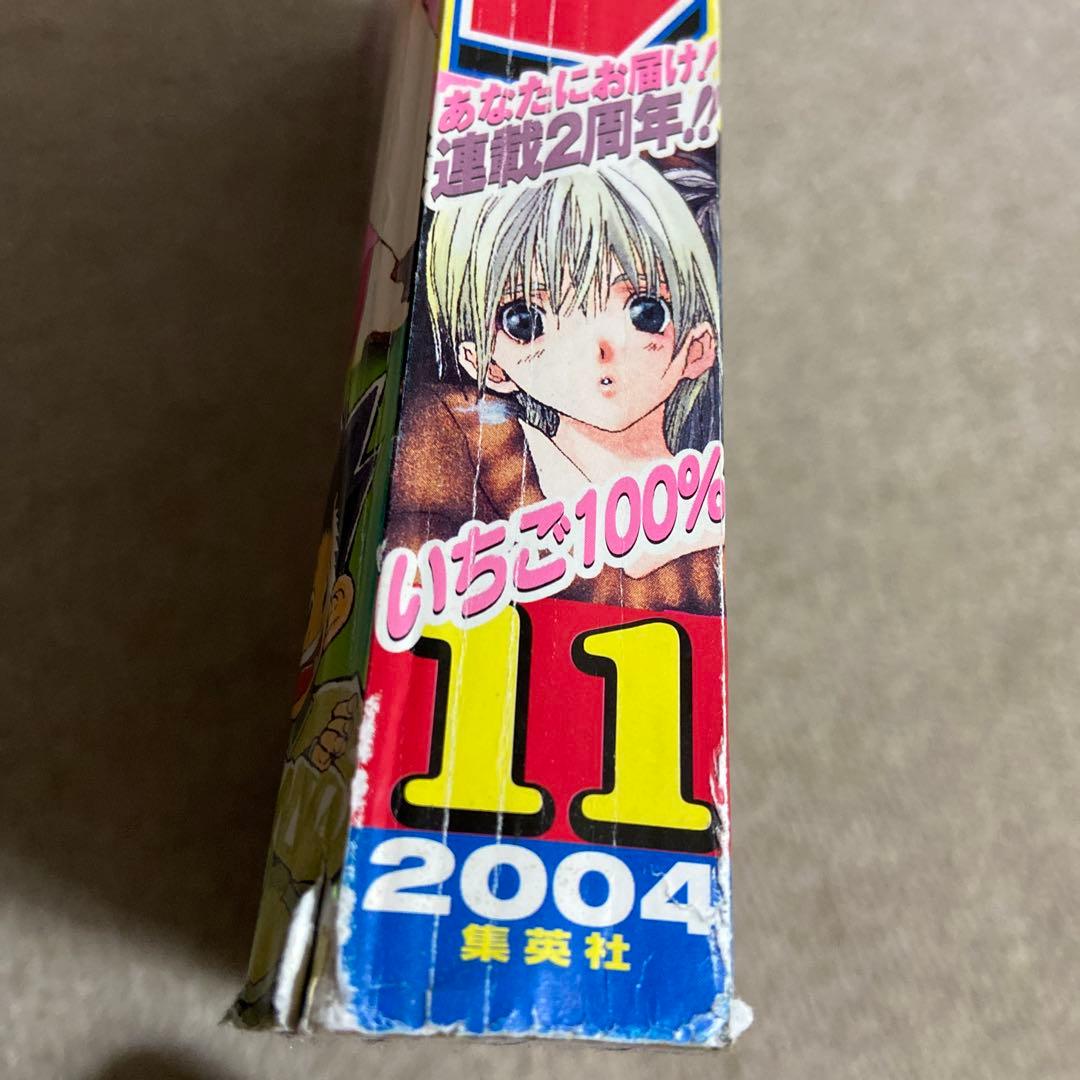 あなたにお届け!
連載2周年!!
いちご100%
11
2004
集英社